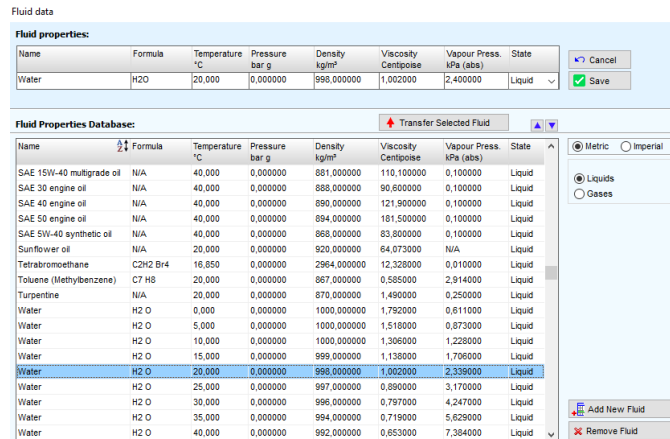 Fluid data
Fluid properties:
Name Formula Temperature Pressure Density Viscosity Vapour Press. State
°C bar g kg/m³ Centipoise kPa (abs)
Water H2O 20,000 0,000000 998,000000 1,002000 2,400000 Liquid
Cancel
Save
Fluid Properties Database:
Transfer Selected Fluid
Name Formula Temperature Pressure Density Viscosity Vapour Press. State
°C bar g kg/m³ Centipoise kPa (abs)
SAE 15W-40 multigrade oil N/A 40,000 0,000000 881,000000 110,100000 0,100000 Liquid
SAE 30 engine oil N/A 40,000 0,000000 888,000000 90,600000 0,100000 Liquid
SAE 40 engine oil N/A 40,000 0,000000 890,000000 121,900000 0,100000 Liquid
SAE 50 engine oil N/A 40,000 0,000000 894,000000 181,500000 0,100000 Liquid
SAE 5W-40 synthetic oil N/A 40,000 0,000000 868,000000 83,800000 0,100000 Liquid
Sunflower oil N/A 20,000 0,000000 920,000000 64,073000 N/A Liquid
Tetrabromoethane C2H2 Br4 16,850 0,000000 2964,000000 12,328000 0,010000 Liquid
Toluene (Methylbenzene) C7 H8 20,000 0,000000 867,000000 0,585000 2,914000 Liquid
Turpentine N/A 20,000 0,000000 870,000000 1,490000 0,250000 Liquid
Water H2 O 0,000 0,000000 1000,000000 1,792000 0,611000 Liquid
Water H2 O 5,000 0,000000 1000,000000 1,518000 0,873000 Liquid
Water H2 O 10,000 0,000000 1000,000000 1,306000 1,228000 Liquid
Water H2 O 15,000 0,000000 999,000000 1,138000 1,706000 Liquid
Water H2 O 20,000 0,000000 998,000000 1,002000 2,339000 Liquid
Water H2 O 25,000 0,000000 997,000000 0,890000 3,170000 Liquid
Water H2 O 30,000 0,000000 996,000000 0,797000 4,247000 Liquid
Water H2 O 35,000 0,000000 994,000000 0,719000 5,629000 Liquid
Water H2 O 40,000 0,000000 992,000000 0,653000 7,384000 Liquid
Metric Imperial
Liquids
Gases
Add New Fluid
Remove Fluid